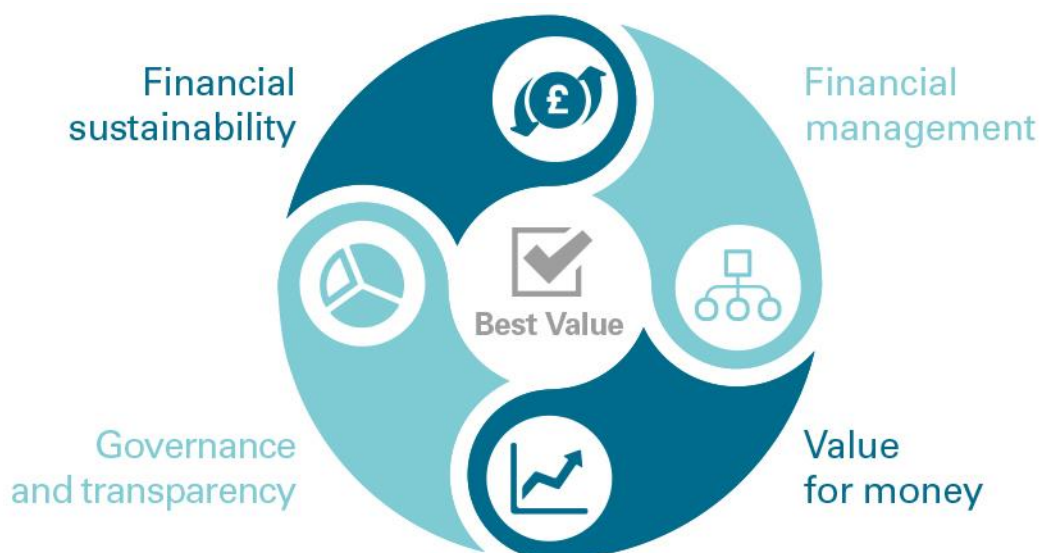 Financial
sustainability
£
Financial
management
Best Value
Governance
and transparency
Value
for money